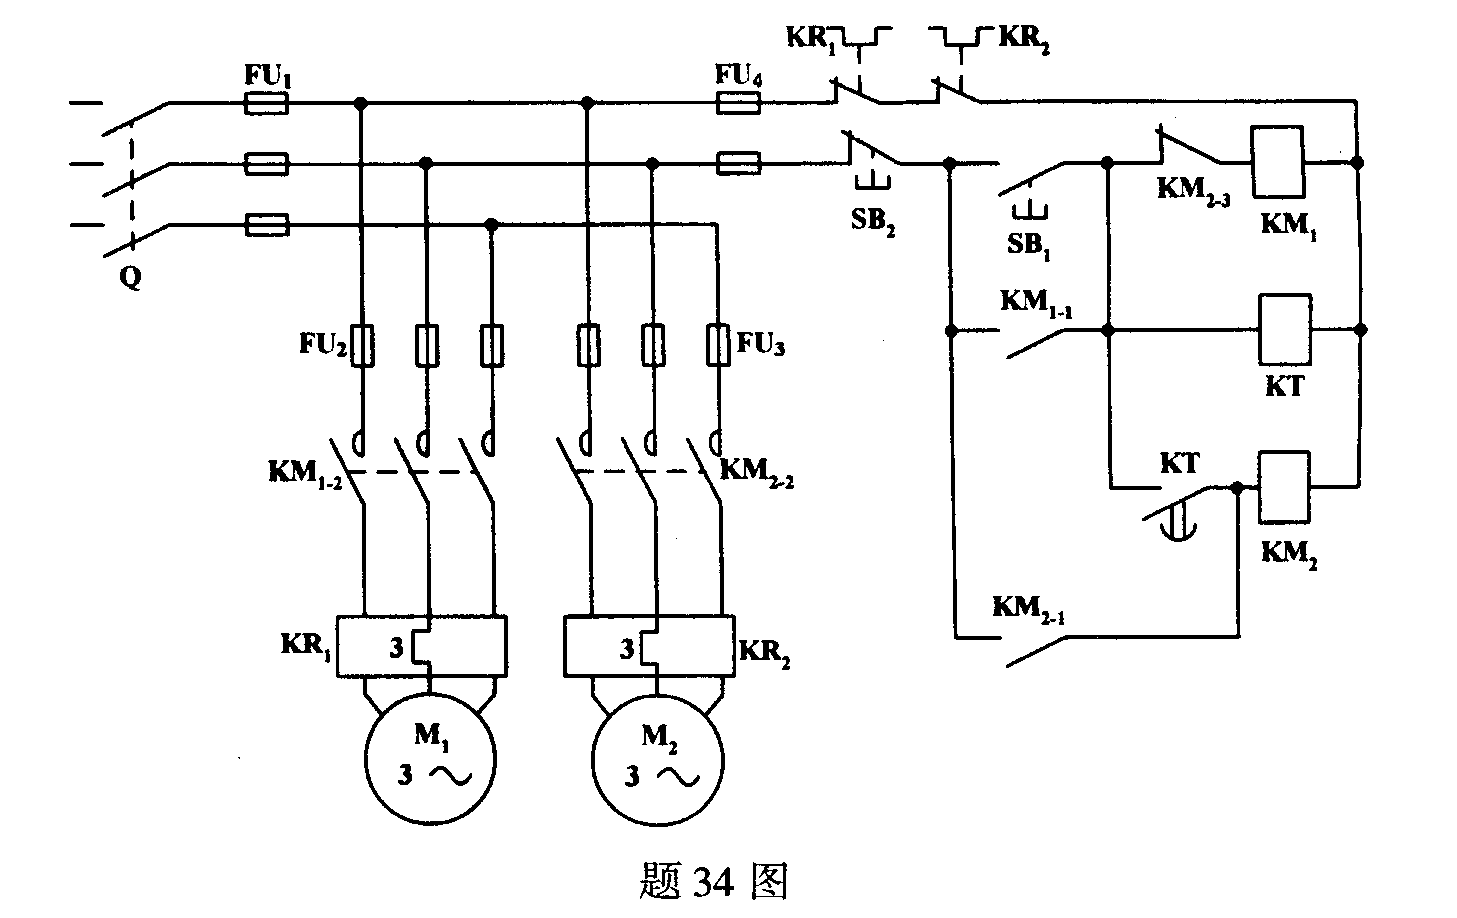 KR₁ KR₂
FU₁ FU₄
KM₂₋₃
SB₂ SB₁ KM₁
Q
KM₁₋₁
FU₂ FU₃
KT
KM₁₋₂ KM₂₋₂ KT
KM₂
KM₂₋₁
KR₁ 3 3 KR₂
M₁ M₂
3 3
题 34 图